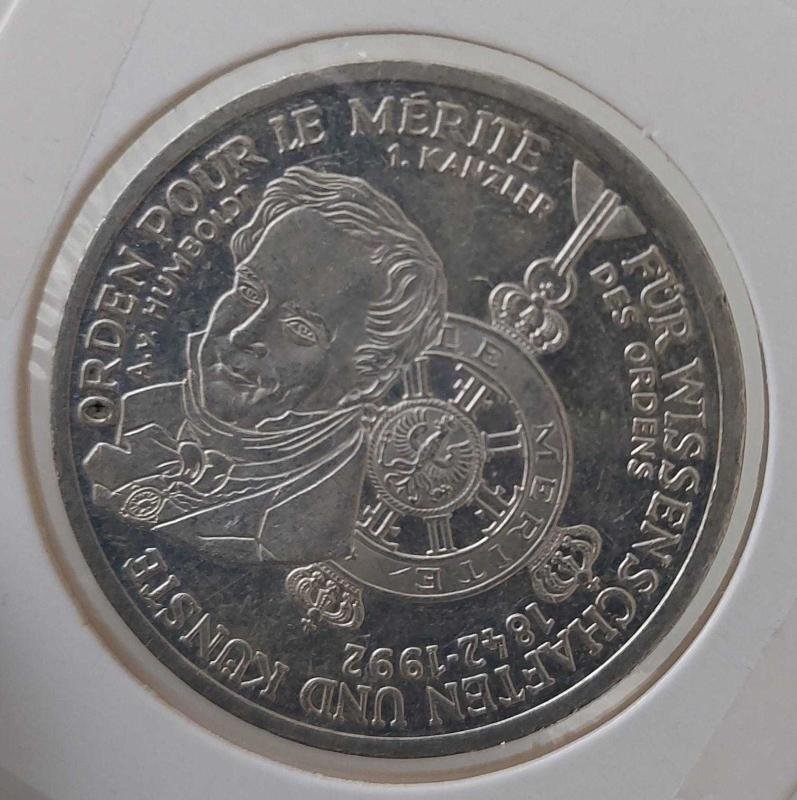 ORDEN POUR LE MÉRITE FÜR WISSENSCHAFTEN UND KÜNSTE
A.v. HUMBOLDT 1. KANZLER DES ORDENS
1842-1992
LE MERITE